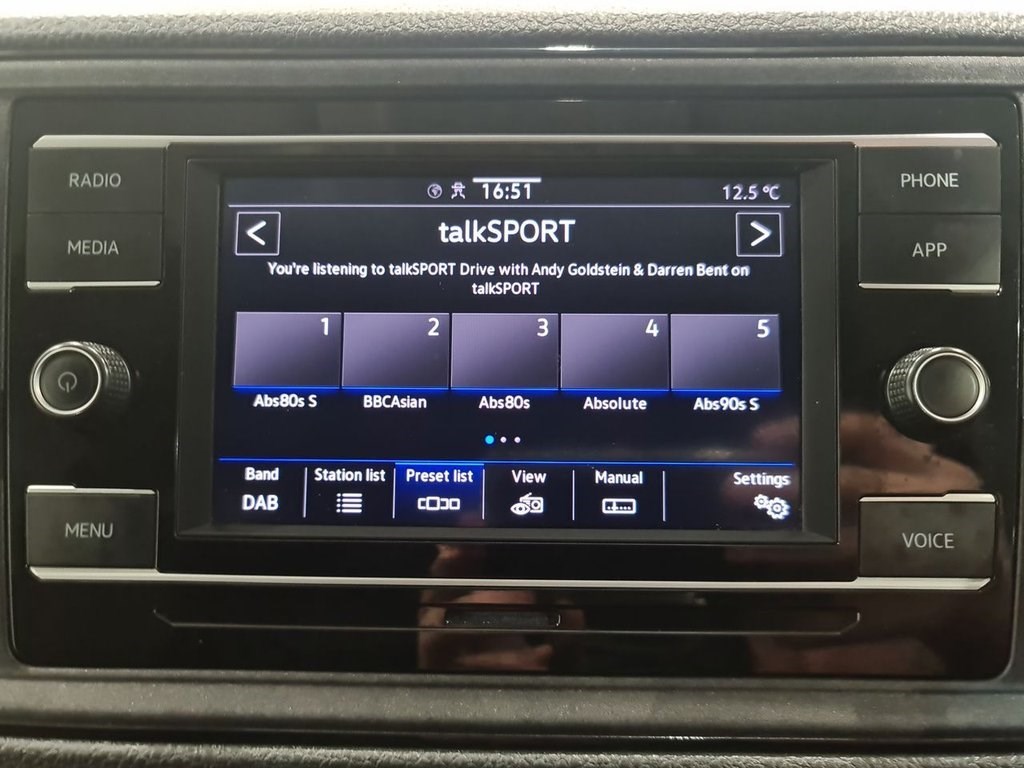 RADIO
MEDIA
MENU
16:51
12.5 °C
<
talkSPORT
>
You're listening to talkSPORT Drive with Andy Goldstein & Darren Bent on
talkSPORT
1
2
3
4
5
Abs80s S
BBCAsian
Abs80s
Absolute
Abs90s S
Band
DAB
Station list
Preset list
View
Manual
Settings
PHONE
APP
VOICE